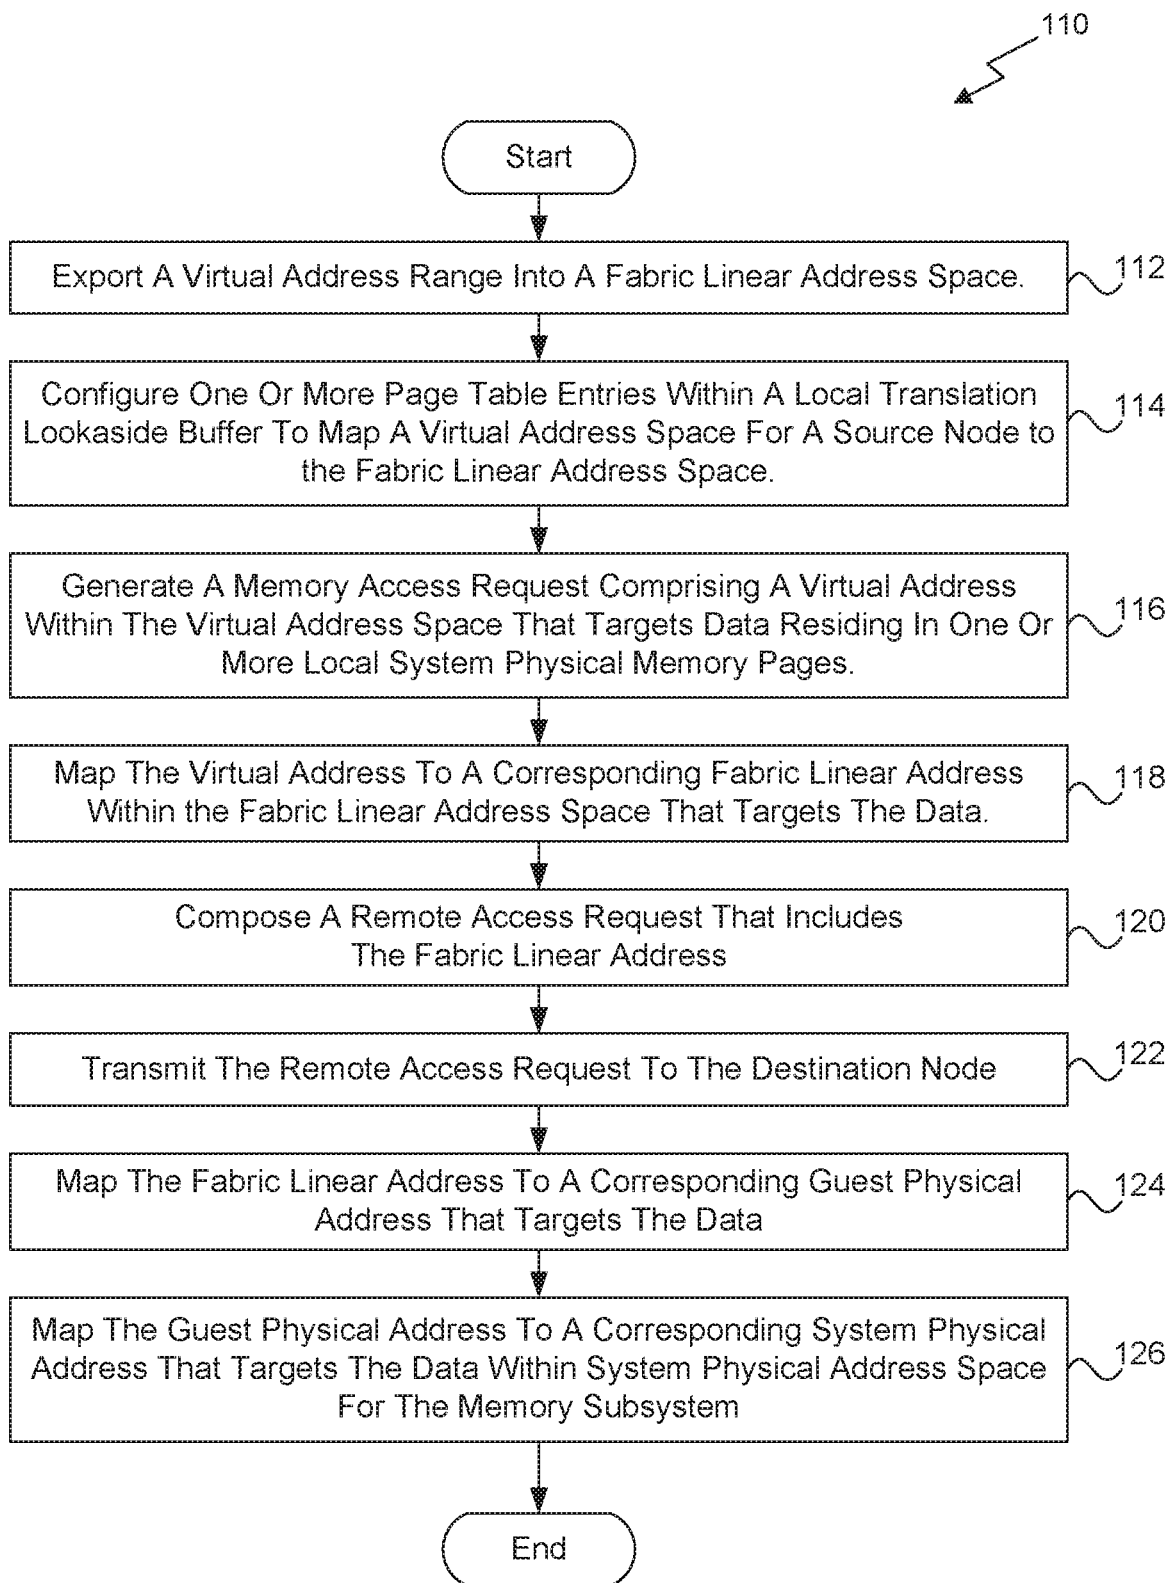 110
Start
Export A Virtual Address Range Into A Fabric Linear Address Space.
112
Configure One Or More Page Table Entries Within A Local Translation
Lookaside Buffer To Map A Virtual Address Space For A Source Node to
the Fabric Linear Address Space.
114
Generate A Memory Access Request Comprising A Virtual Address
Within The Virtual Address Space That Targets Data Residing In One Or
More Local System Physical Memory Pages.
116
Map The Virtual Address To A Corresponding Fabric Linear Address
Within the Fabric Linear Address Space That Targets The Data.
118
Compose A Remote Access Request That Includes
The Fabric Linear Address
120
Transmit The Remote Access Request To The Destination Node
122
Map The Fabric Linear Address To A Corresponding Guest Physical
Address That Targets The Data
124
Map The Guest Physical Address To A Corresponding System Physical
Address That Targets The Data Within System Physical Address Space
For The Memory Subsystem
126
End